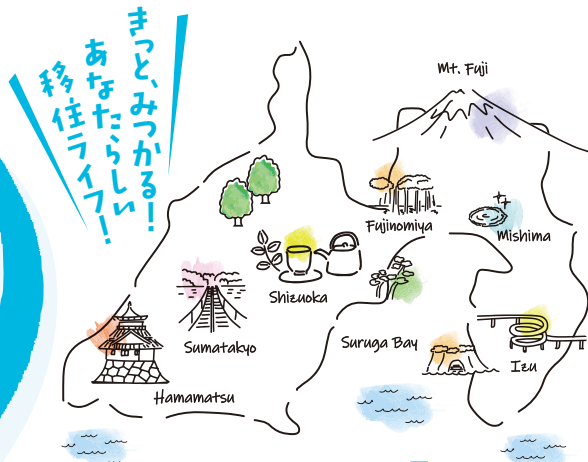 きっと、みつかる!
あなたらしい
移住ライフ!
Mt. Fuji
Fujinomiya
Mishima
Shizuoka
Sumatakyo
Suruga Bay
Izu
Hamamatsu